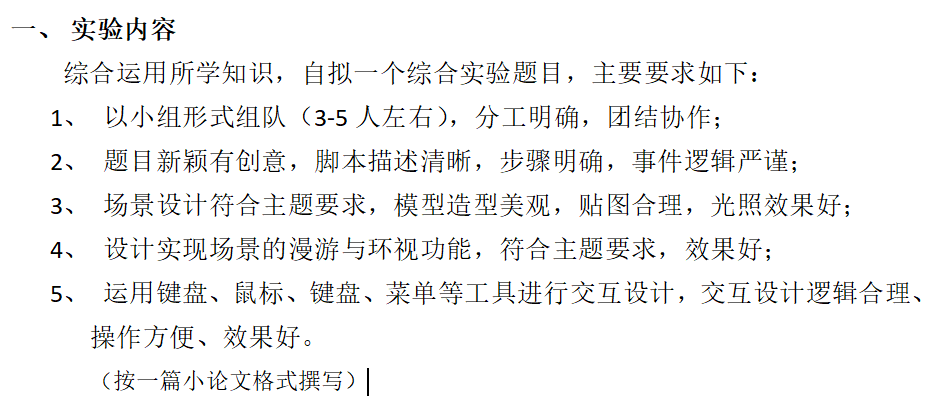 一、 实验内容
综合运用所学知识，自拟一个综合实验题目，主要要求如下：
1、 以小组形式组队（3-5 人左右），分工明确，团结协作；
2、 题目新颖有创意，脚本描述清晰，步骤明确，事件逻辑严谨；
3、 场景设计符合主题要求，模型造型美观，贴图合理，光照效果好；
4、 设计实现场景的漫游与环视功能，符合主题要求，效果好；
5、 运用键盘、鼠标、键盘、菜单等工具进行交互设计，交互设计逻辑合理、
操作方便、效果好。
（按一篇小论文格式撰写）